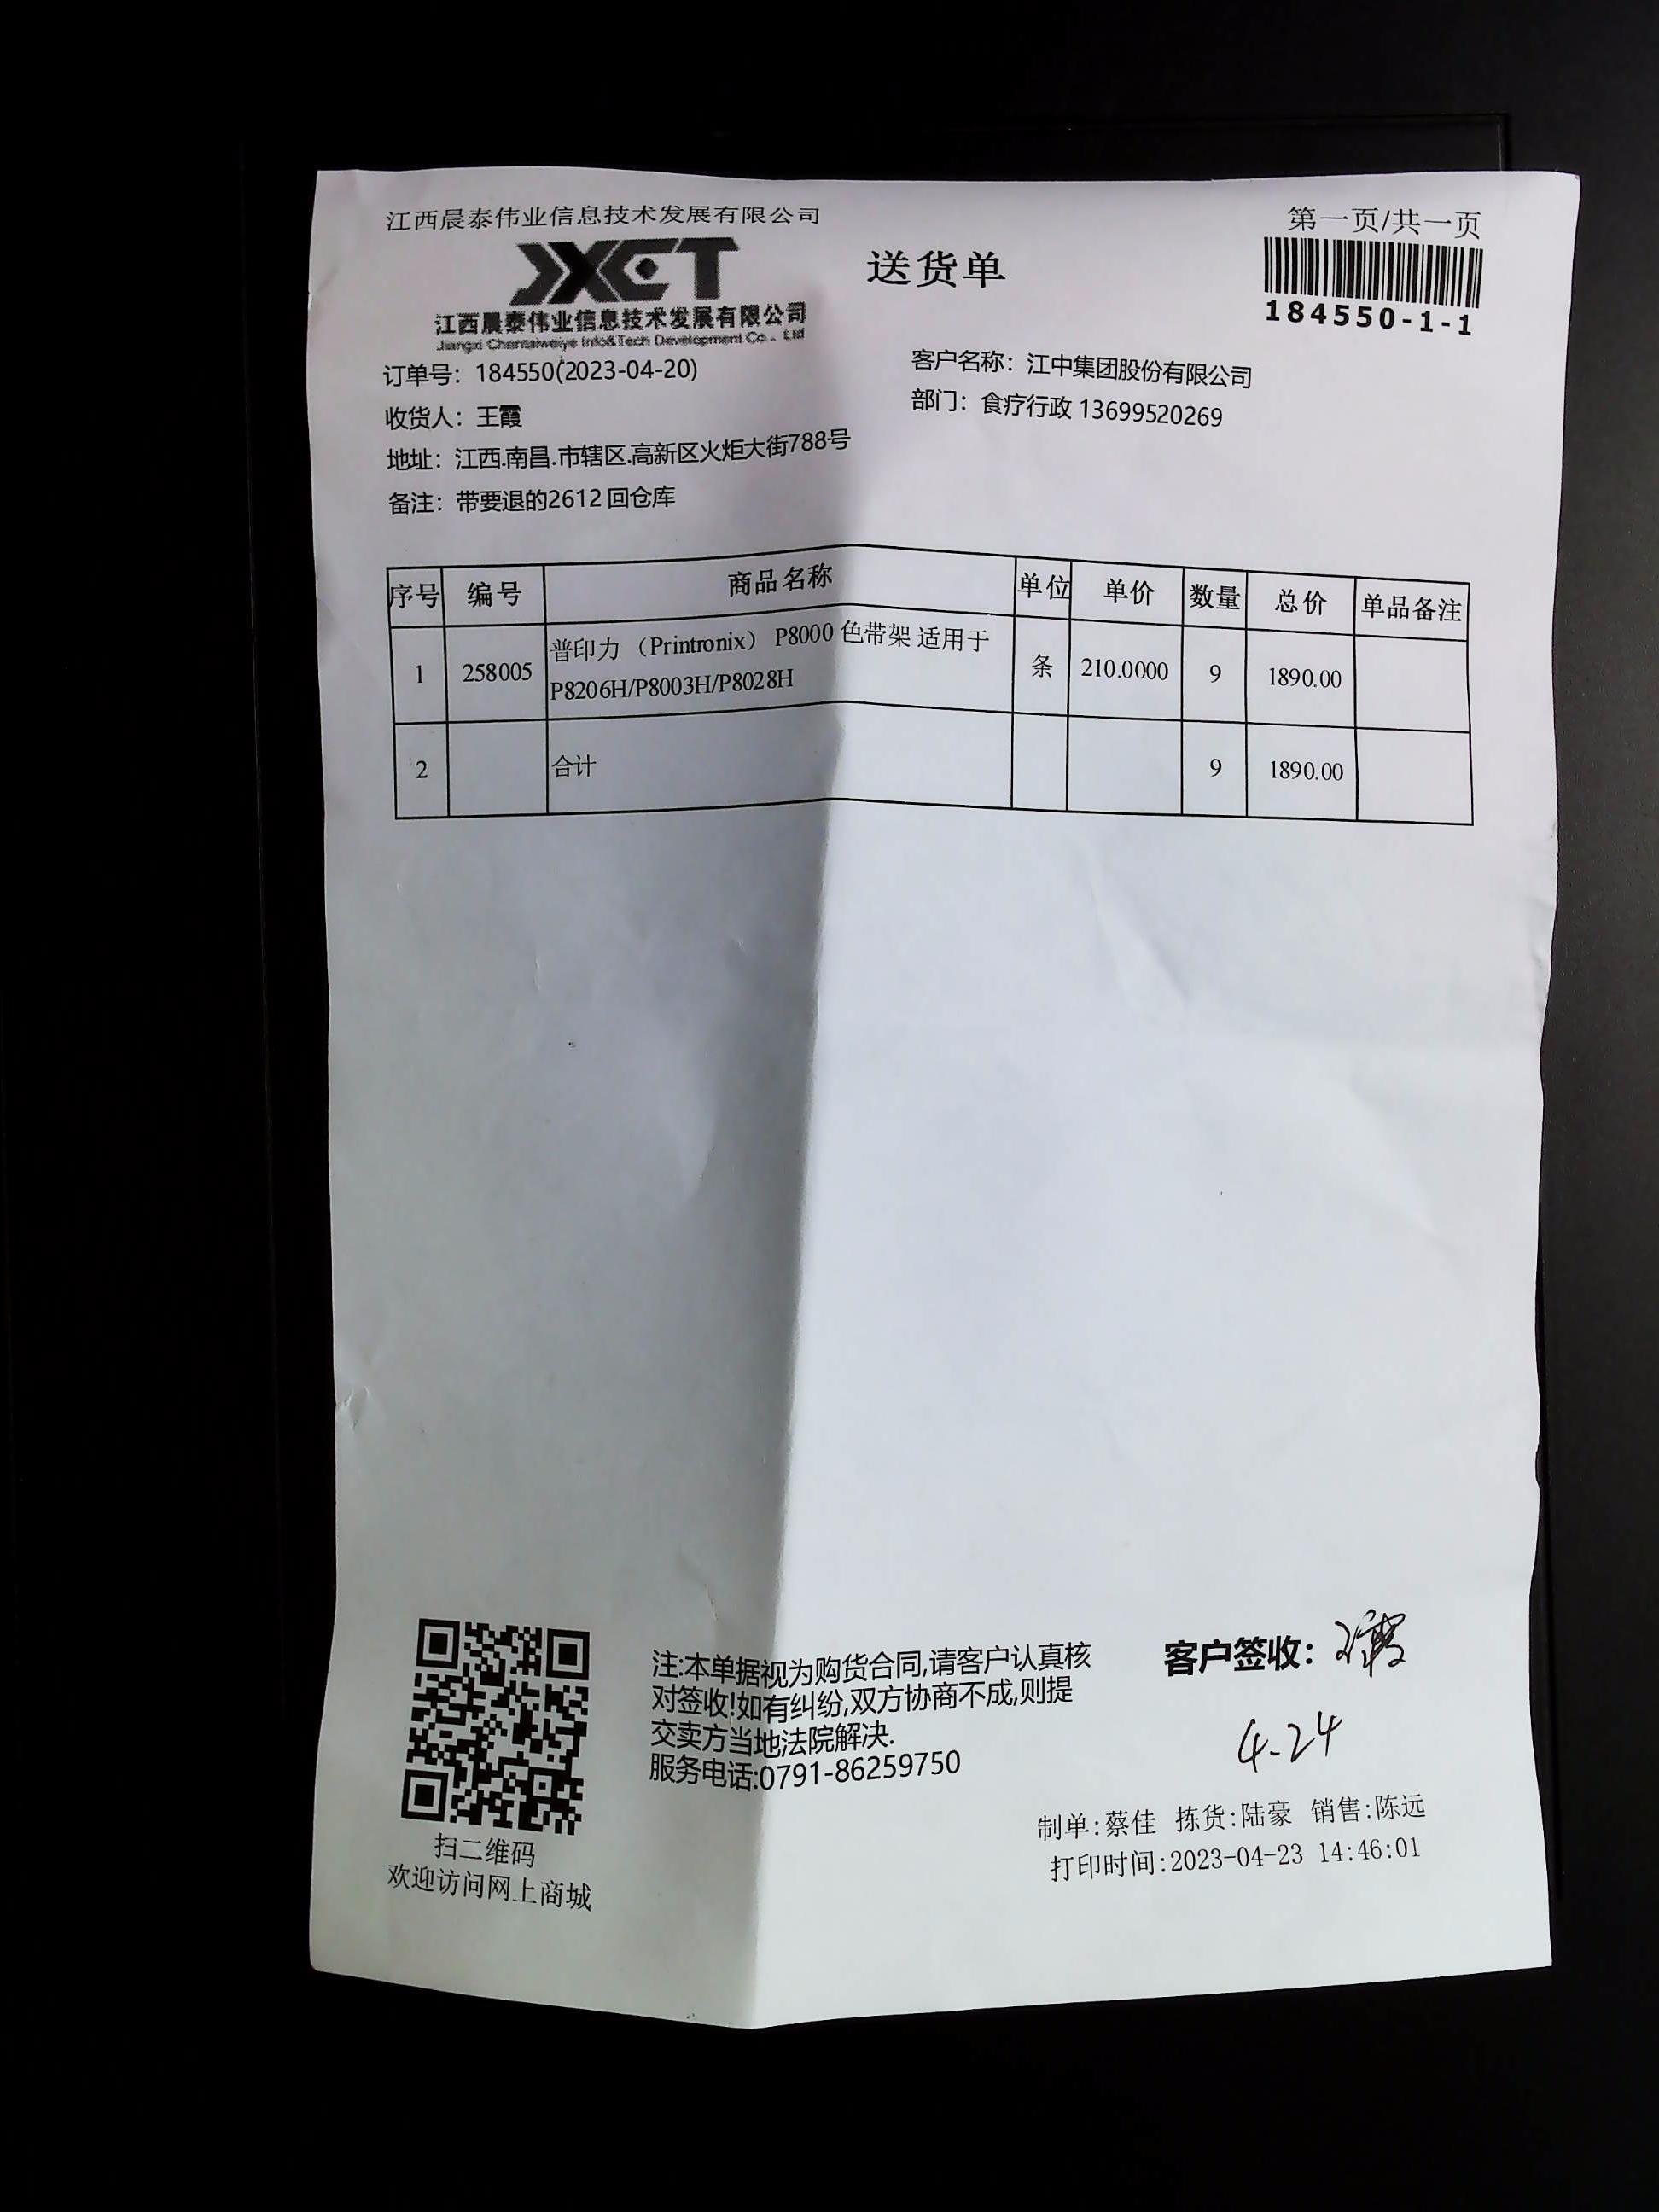 江西晨泰伟业信息技术发展有限公司
第一页/共一页
JXCT
送货单
江西晨泰伟业信息技术发展有限公司
Jiangxi Chentaiweiye Info&Tech Development Co.. Ltd
184550-1-1
订单号：184550(2023-04-20)
客户名称：江中集团股份有限公司
收货人：王霞
部门：食疗行政 13699520269
地址：江西.南昌.市辖区.高新区火炬大街788号
备注：带要退的2612 回仓库
序号 编号 商品名称 单位 单价 数量 总价 单品备注
1 258005 普印力 （Printronix） P8000 色带架 适用于 条 210.0000 9 1890.00
P8206H/P8003H/P8028H
2 合计 9 1890.00
注:本单据视为购货合同,请客户认真核
对签收!如有纠纷,双方协商不成,则提
交卖方当地法院解决.
服务电话:0791-86259750
客户签收：王霞
4-24
扫二维码
欢迎访问网上商城
制单:蔡佳 拣货:陆豪 销售:陈远
打印时间:2023-04-23 14:46:01